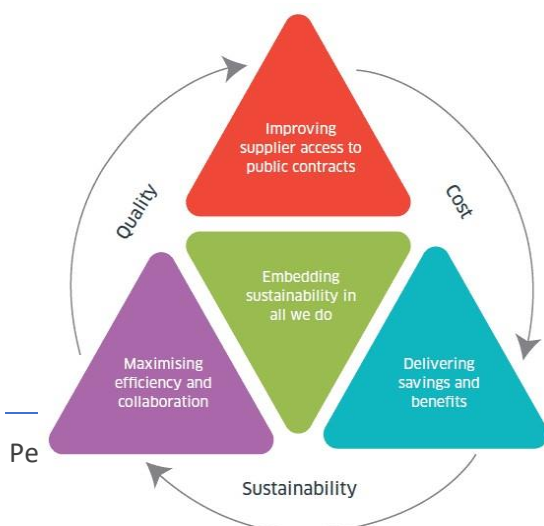 Improving
supplier access to
public contracts
Quality
Cost
Embedding
sustainability in
all we do
Maximising
efficiency and
collaboration
Delivering
savings and
benefits
Pe
Sustainability